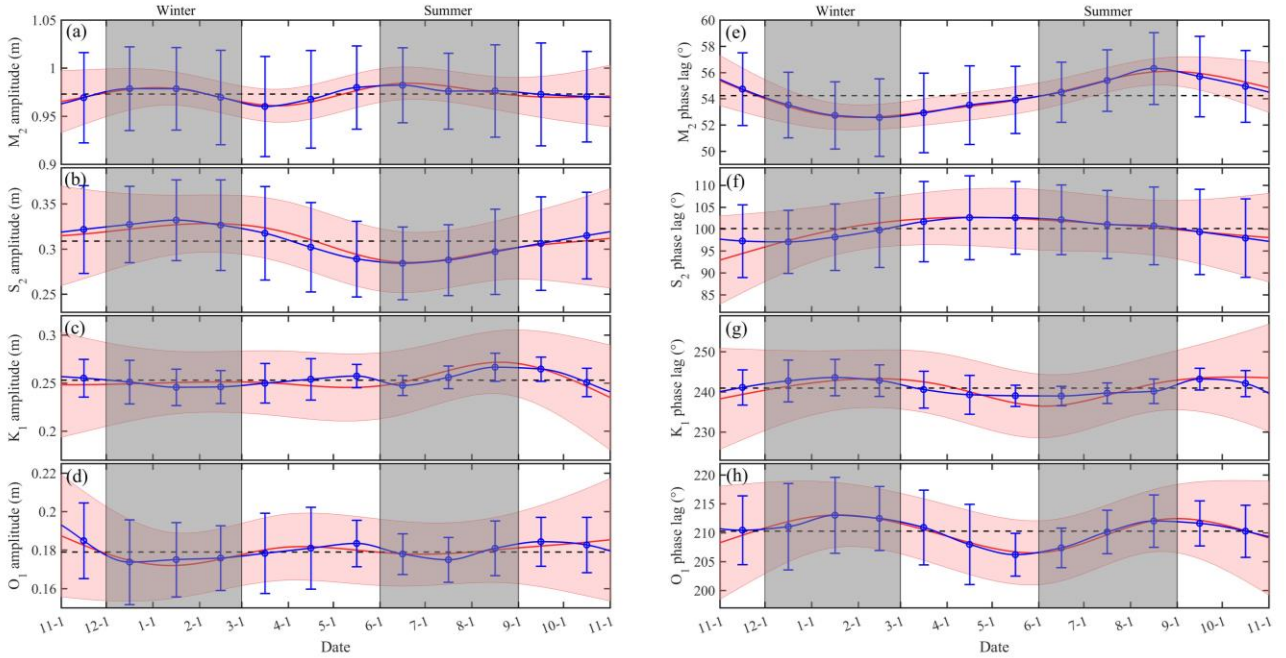 Winter
Summer
(a)
M2 amplitude (m)
1.05
1
0.95
0.9
(b)
S2 amplitude (m)
0.35
0.3
0.25
(c)
K1 amplitude (m)
0.3
0.25
0.2
(d)
O1 amplitude (m)
0.22
0.2
0.18
0.16
11-1
12-1
1-1
2-1
3-1
4-1
5-1
6-1
7-1
8-1
9-1
10-1
11-1
Date
Winter
Summer
(e)
M2 phase lag (°)
60
58
56
54
52
50
(f)
S2 phase lag (°)
110
105
100
95
90
85
(g)
K1 phase lag (°)
250
240
230
(h)
O1 phase lag (°)
220
215
210
205
200
11-1
12-1
1-1
2-1
3-1
4-1
5-1
6-1
7-1
8-1
9-1
10-1
11-1
Date